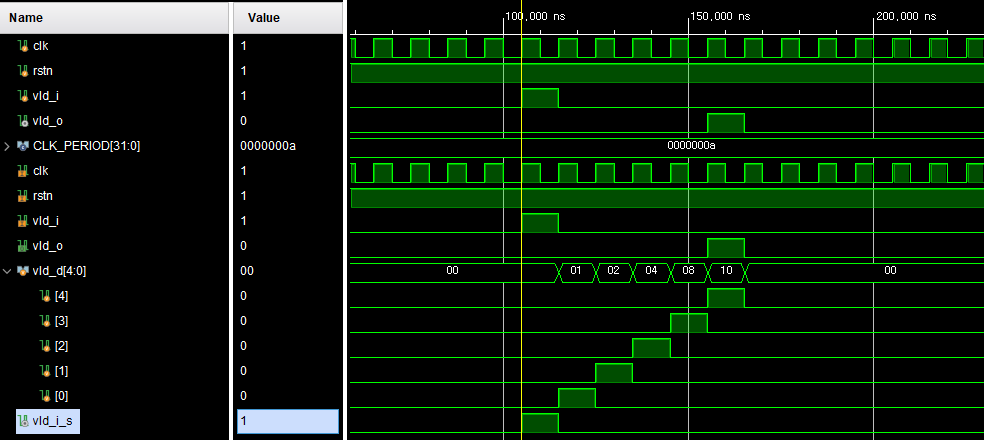 Name Value
100,000 ns 150,000 ns 200,000 ns
clk 1
rstn 1
vld_i 1
vld_o 0
CLK_PERIOD[31:0] 0000000a 0000000a
clk 1
rstn 1
vld_i 1
vld_o 0
vld_d[4:0] 00 00 01 02 04 08 10 00
[4] 0
[3] 0
[2] 0
[1] 0
[0] 0
vld_i_s 1